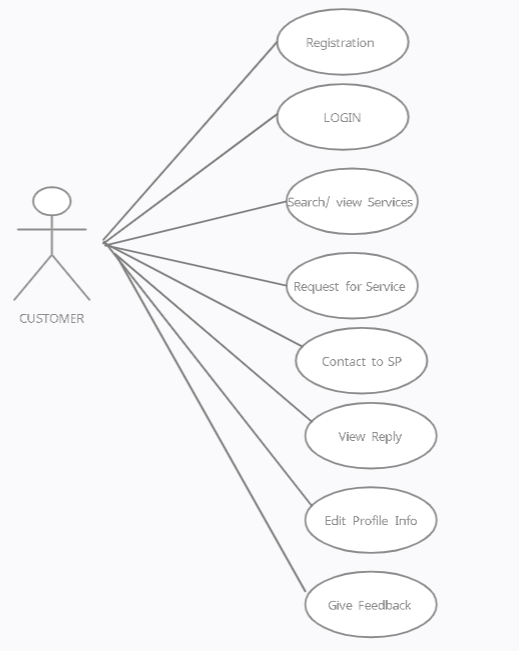 Registration
LOGIN
Search/ view Services
Request for Service
CUSTOMER
Contact to SP
View Reply
Edit Profile Info
Give Feedback